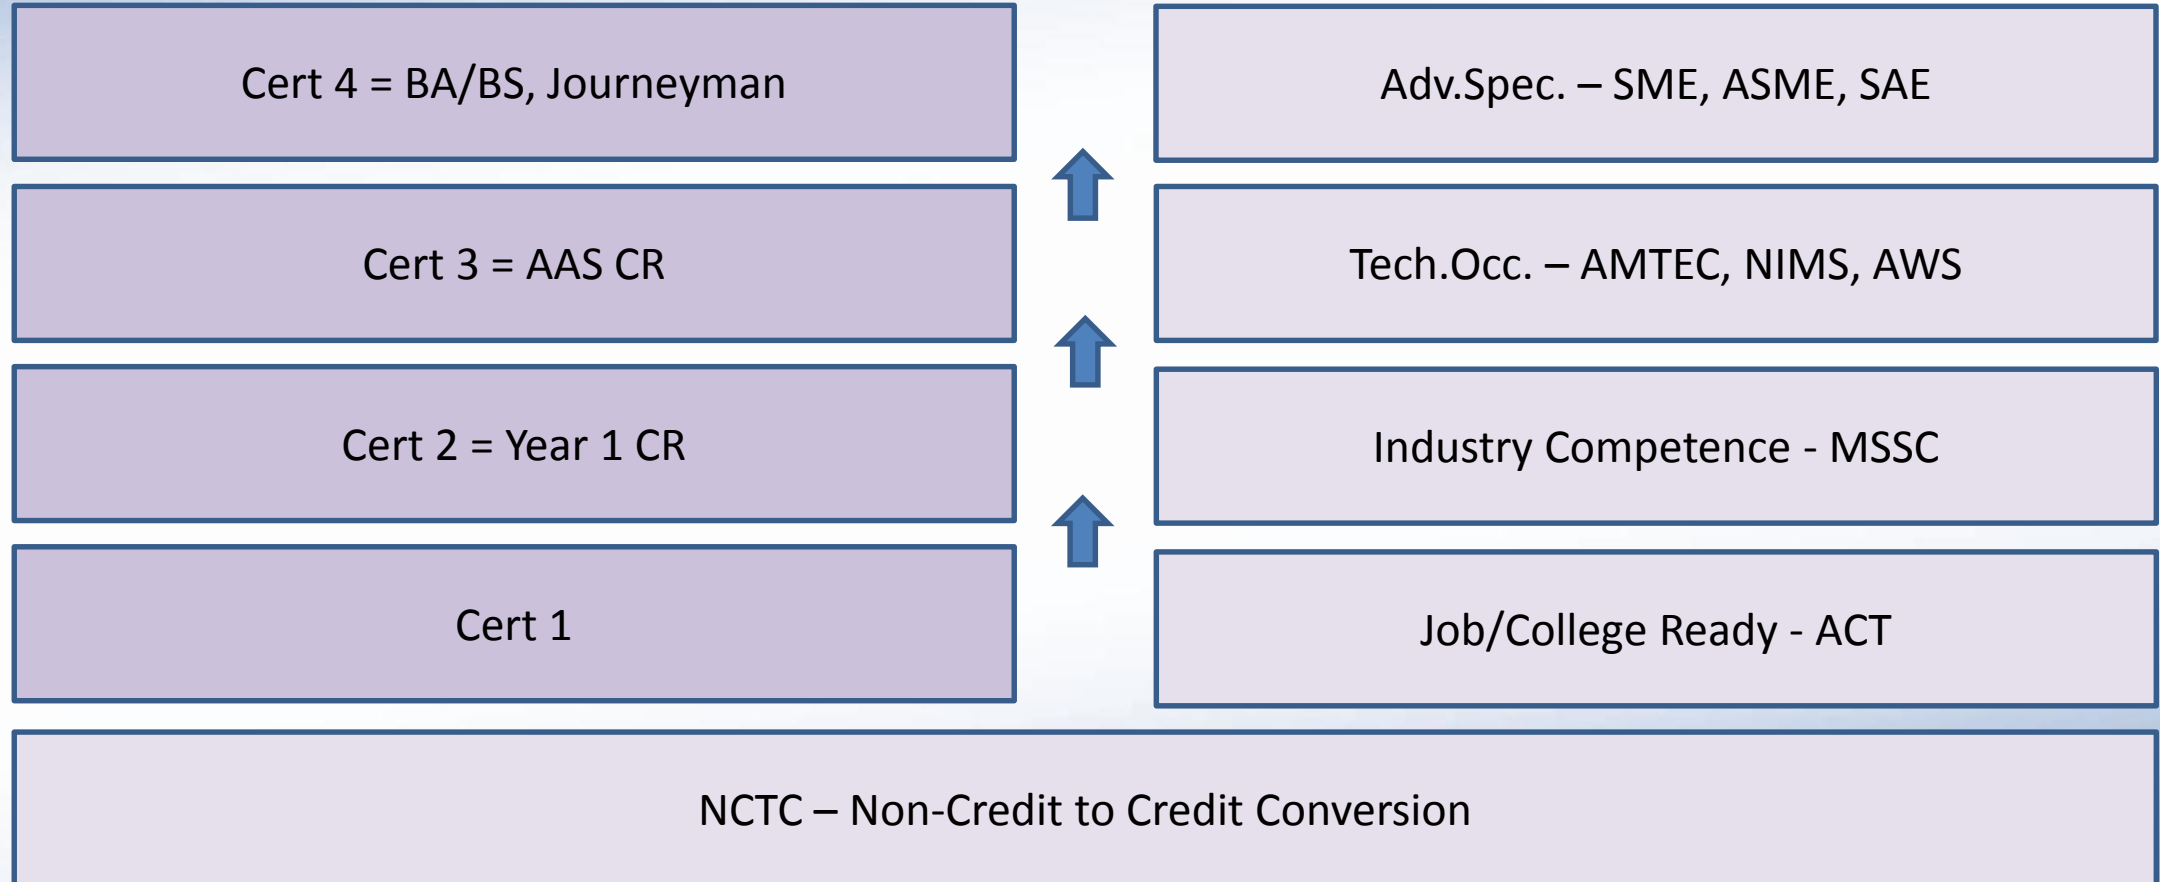 Cert 4 = BA/BS, Journeyman
Adv.Spec. – SME, ASME, SAE
Cert 3 = AAS CR
Tech.Occ. – AMTEC, NIMS, AWS
Cert 2 = Year 1 CR
Industry Competence - MSSC
Cert 1
Job/College Ready - ACT
NCTC – Non-Credit to Credit Conversion